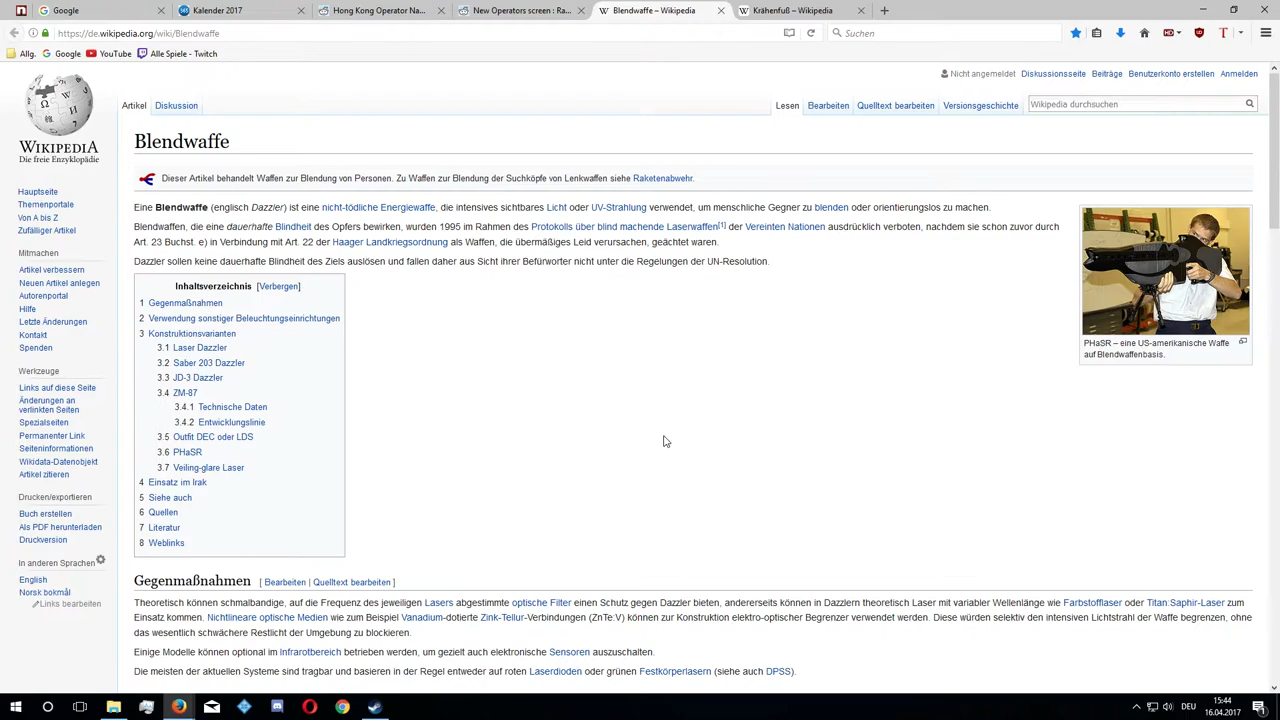 Google
Kalender 2017
Hong Kong Operator Na...
New Operators screen : Ra...
Blendwaffe – Wikipedia
Krähenfuß – Wikipedia
https://de.wikipedia.org/wiki/Blendwaffe
Suchen
Allg.
Google
YouTube
Alle Spiele - Twitch
Nicht angemeldet
Diskussionsseite
Beiträge
Benutzerkonto erstellen
Anmelden
Artikel
Diskussion
Lesen
Bearbeiten
Quelltext bearbeiten
Versionsgeschichte
Wikipedia durchsuchen
WIKIPEDIA
Die freie Enzyklopädie
Hauptseite
Themenportale
Von A bis Z
Zufälliger Artikel
Mitmachen
Artikel verbessern
Neuen Artikel anlegen
Autorenportal
Hilfe
Letzte Änderungen
Kontakt
Spenden
Werkzeuge
Links auf diese Seite
Änderungen an
verlinkten Seiten
Spezialseiten
Permanenter Link
Seiteninformationen
Wikidata-Datenobjekt
Artikel zitieren
Drucken/exportieren
Buch erstellen
Als PDF herunterladen
Druckversion
In anderen Sprachen
English
Norsk bokmål
Links bearbeiten
Blendwaffe
Dieser Artikel behandelt Waffen zur Blendung von Personen. Zu Waffen zur Blendung der Suchköpfe von Lenkwaffen siehe Raketenabwehr.
Eine Blendwaffe (englisch Dazzler) ist eine nicht-tödliche Energiewaffe, die intensives sichtbares Licht oder UV-Strahlung verwendet, um menschliche Gegner zu blenden oder orientierungslos zu machen.
Blendwaffen, die eine dauerhafte Blindheit des Opfers bewirken, wurden 1995 im Rahmen des Protokolls über blind machende Laserwaffen[1] der Vereinten Nationen ausdrücklich verboten, nachdem sie schon zuvor durch
Art. 23 Buchst. e) in Verbindung mit Art. 22 der Haager Landkriegsordnung als Waffen, die übermäßiges Leid verursachen, geächtet waren.
Dazzler sollen keine dauerhafte Blindheit des Ziels auslösen und fallen daher aus Sicht ihrer Befürworter nicht unter die Regelungen der UN-Resolution.
PHaSR – eine US-amerikanische Waffe
auf Blendwaffenbasis.
Inhaltsverzeichnis [Verbergen]
1 Gegenmaßnahmen
2 Verwendung sonstiger Beleuchtungseinrichtungen
3 Konstruktionsvarianten
3.1 Laser Dazzler
3.2 Saber 203 Dazzler
3.3 JD-3 Dazzler
3.4 ZM-87
3.4.1 Technische Daten
3.4.2 Entwicklungslinie
3.5 Outfit DEC oder LDS
3.6 PHaSR
3.7 Veiling-glare Laser
4 Einsatz im Irak
5 Siehe auch
6 Quellen
7 Literatur
8 Weblinks
Gegenmaßnahmen [ Bearbeiten | Quelltext bearbeiten ]
Theoretisch können schmalbandige, auf die Frequenz des jeweiligen Lasers abgestimmte optische Filter einen Schutz gegen Dazzler bieten, andererseits können in Dazzlern theoretisch Laser mit variabler Wellenlänge wie Farbstofflaser oder Titan:Saphir-Laser zum
Einsatz kommen. Nichtlineare optische Medien wie zum Beispiel Vanadium-dotierte Zink-Tellur-Verbindungen (ZnTe:V) können zur Konstruktion elektro-optischer Begrenzer verwendet werden. Diese würden selektiv den intensiven Lichtstrahl der Waffe begrenzen, ohne
das wesentlich schwächere Restlicht der Umgebung zu blockieren.
Einige Modelle können optional im Infrarotbereich betrieben werden, um gezielt auch elektronische Sensoren auszuschalten.
Die meisten der aktuellen Systeme sind tragbar und basieren in der Regel entweder auf roten Laserdioden oder grünen Festkörperlasern (siehe auch DPSS).
DEU
15:44
16.04.2017